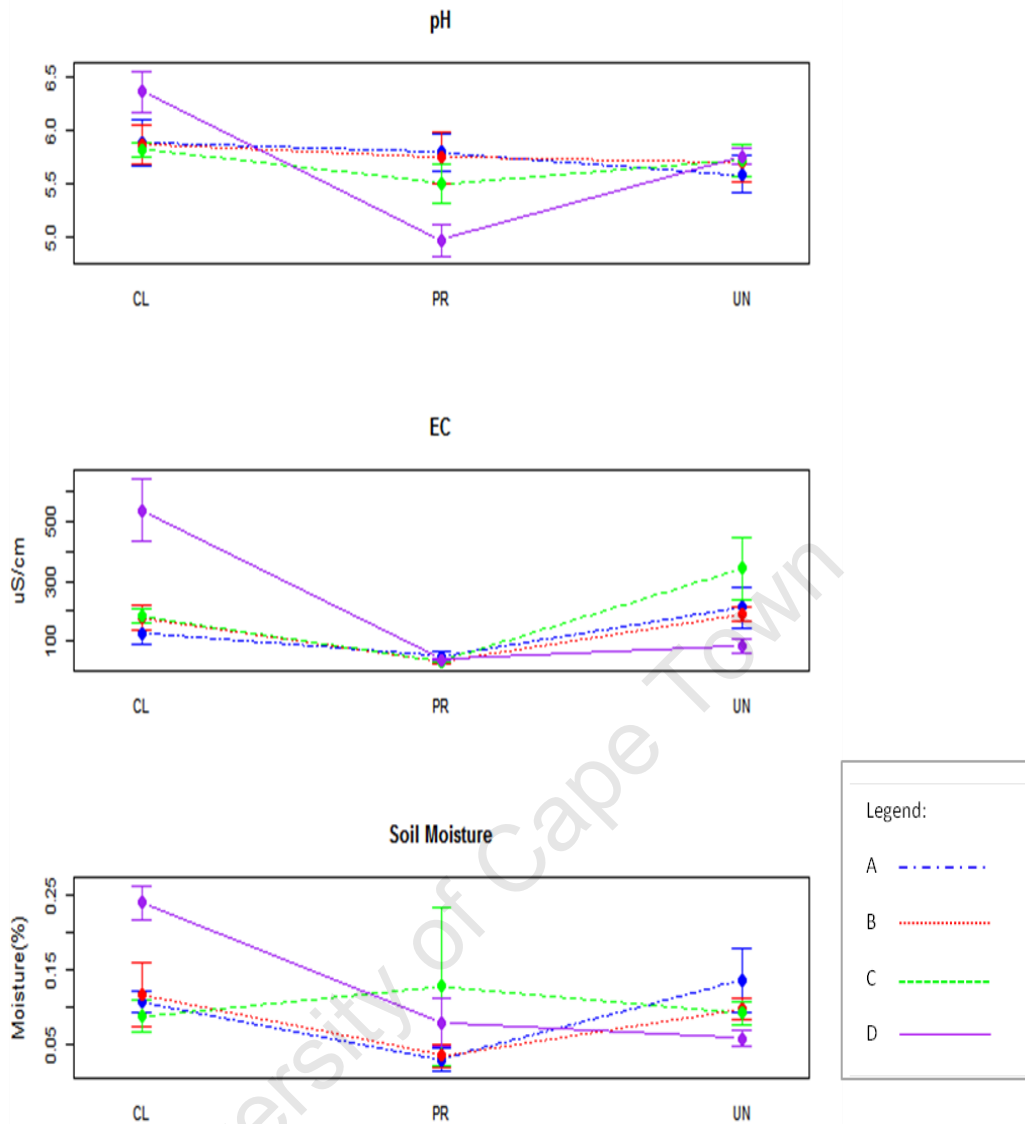 pH
6.5
6.0
5.5
5.0
CL PR UN
EC
uS/cm
500
300
100
CL PR UN
Soil Moisture
Moisture(%)
0.25
0.15
0.05
CL PR UN
Legend:
A
B
C
D
ersity of Cape Town